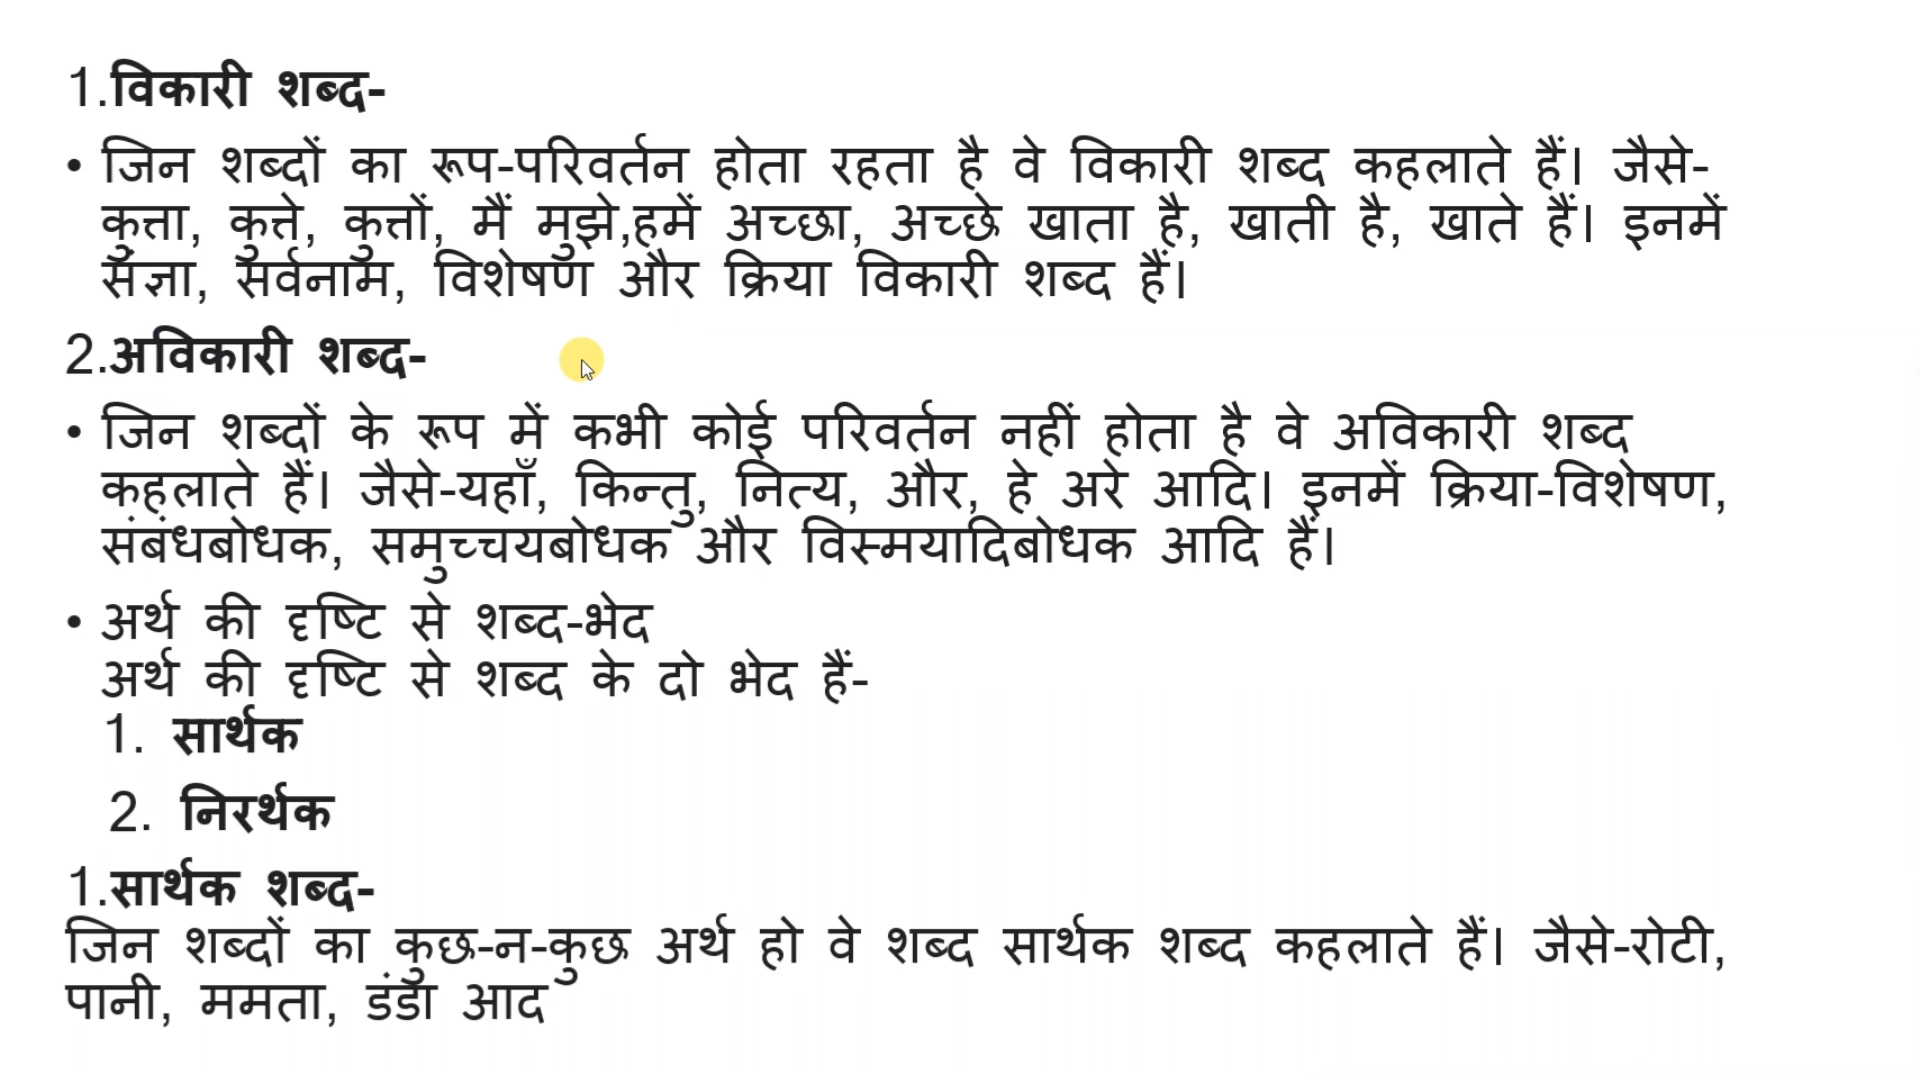 1.विकारी शब्द-
• जिन शब्दों का रूप-परिवर्तन होता रहता है वे विकारी शब्द कहलाते हैं। जैसे-
कुत्ता, कुत्ते, कुत्तों, मैं मुझे,हमें अच्छा, अच्छे खाता है, खाती है, खाते हैं। इनमें
संज्ञा, सर्वनाम, विशेषण और क्रिया विकारी शब्द हैं।
2.अविकारी शब्द-
• जिन शब्दों के रूप में कभी कोई परिवर्तन नहीं होता है वे अविकारी शब्द
कहलाते हैं। जैसे-यहाँ, किन्तु, नित्य, और, हे अरे आदि। इनमें क्रिया-विशेषण,
संबंधबोधक, समुच्चयबोधक और विस्मयादिबोधक आदि हैं।
• अर्थ की दृष्टि से शब्द-भेद
अर्थ की दृष्टि से शब्द के दो भेद हैं-
1. सार्थक
2. निरर्थक
1.सार्थक शब्द-
जिन शब्दों का कुछ-न-कुछ अर्थ हो वे शब्द सार्थक शब्द कहलाते हैं। जैसे-रोटी,
पानी, ममता, डंडा आद